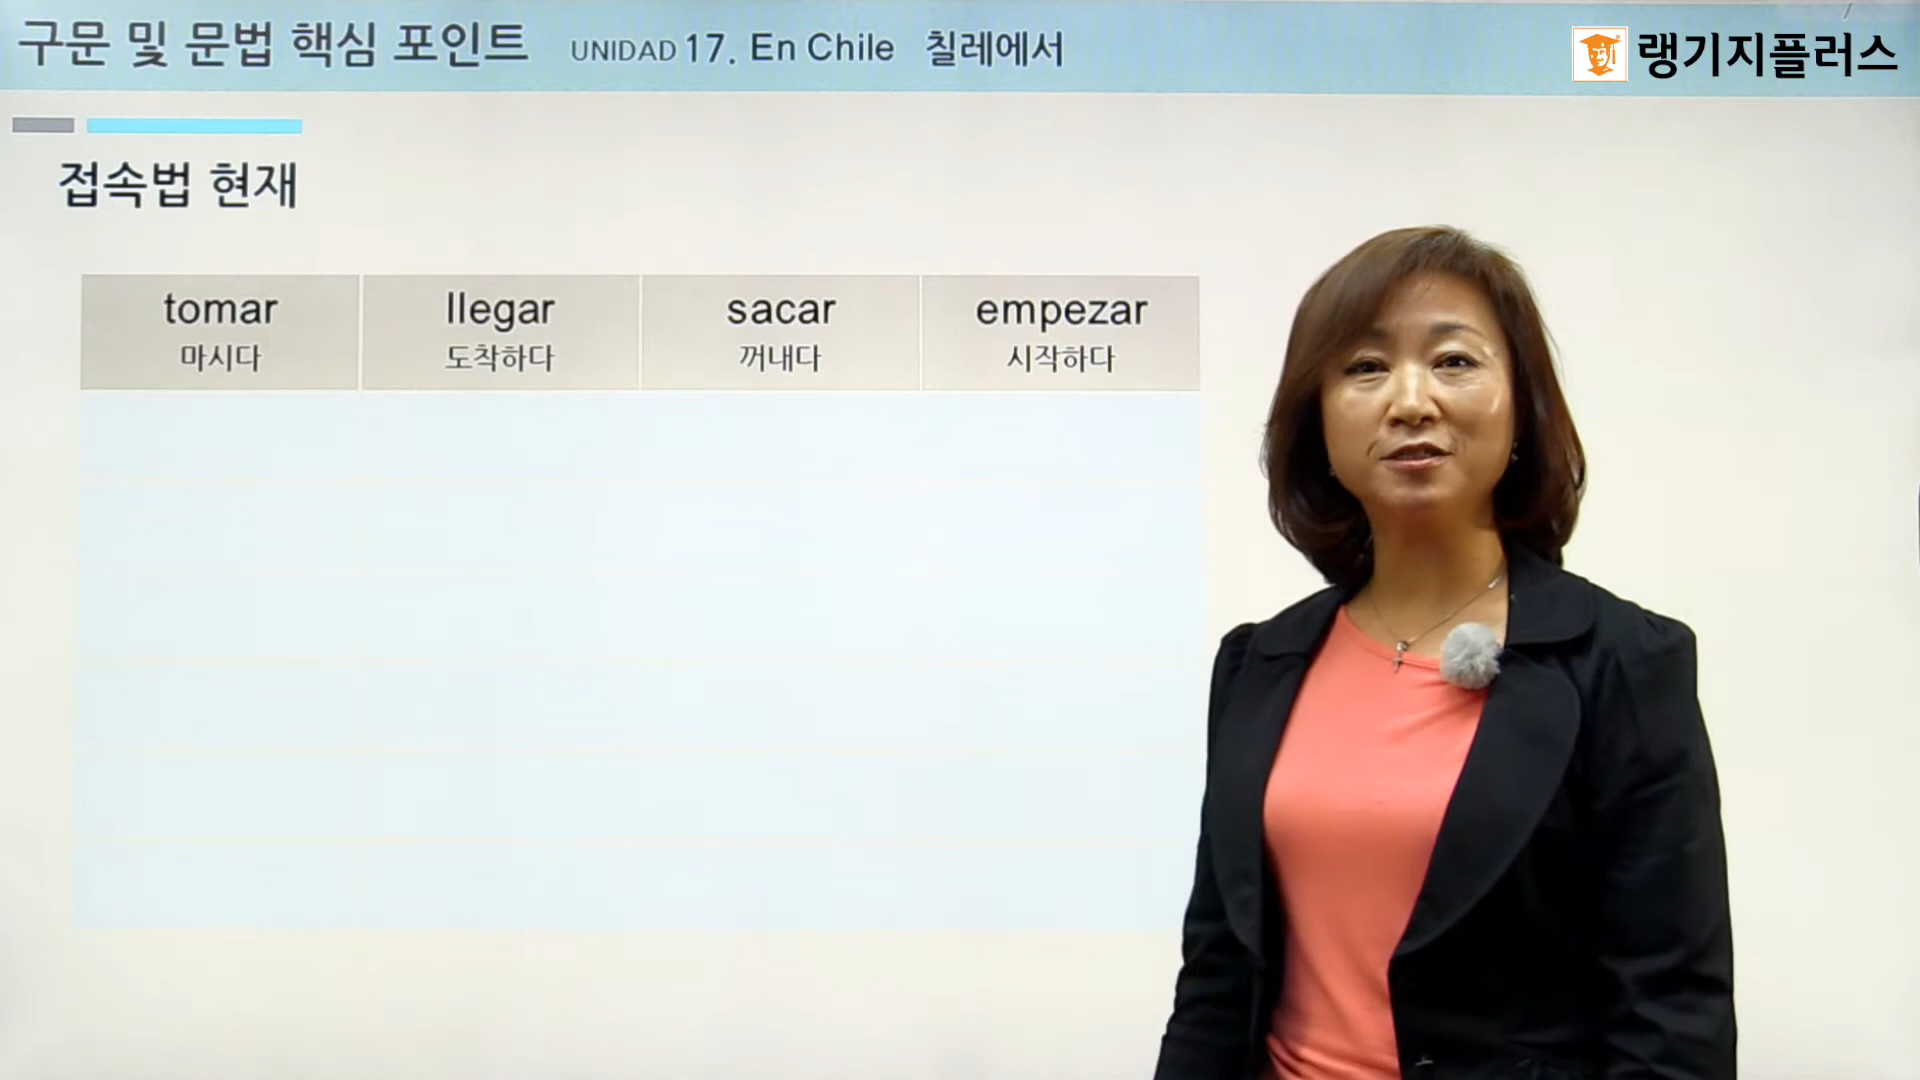 구문 및 문법 핵심 포인트 UNIDAD 17. En Chile 칠레에서
랭기지플러스
접속법 현재
tomar llegar sacar empezar
마시다 도착하다 꺼내다 시작하다